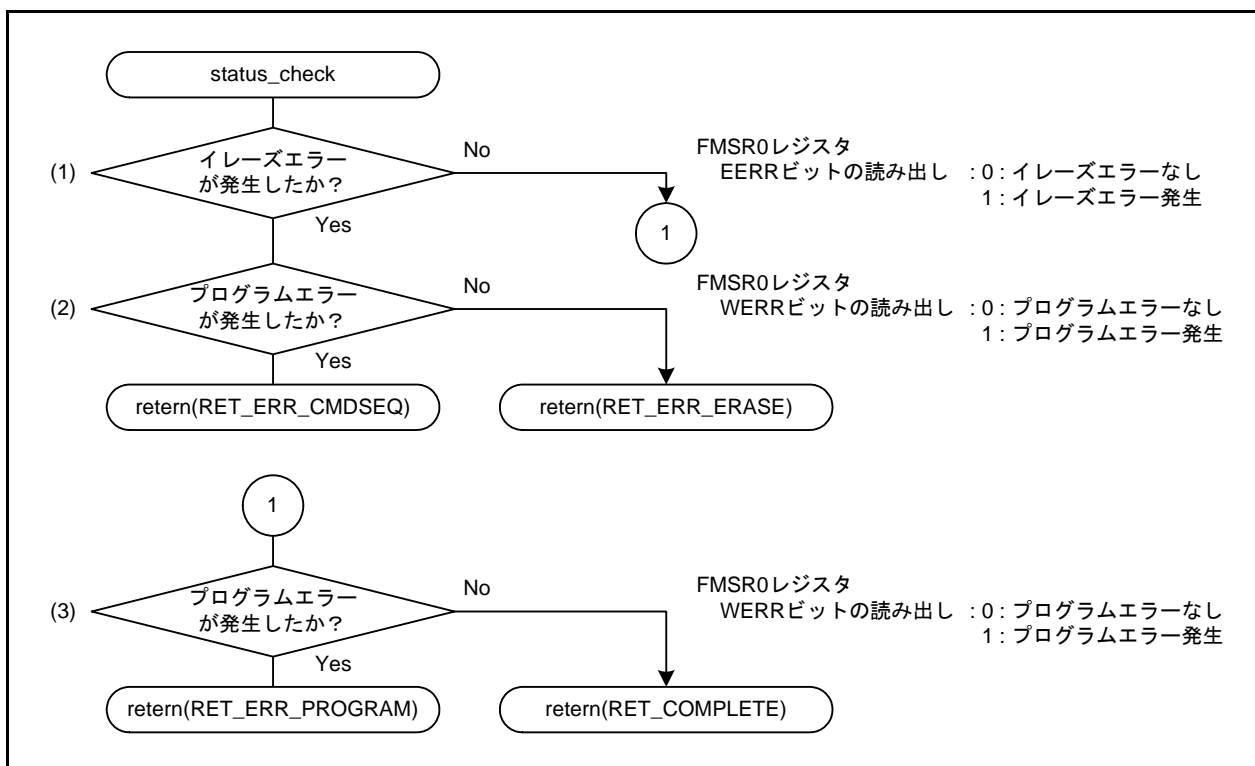 status_check
(1)
イレーズエラー
が発生したか？
No
Yes
FMSR0レジスタ
EERRビットの読み出し : 0 : イレーズエラーなし
1 : イレーズエラー発生
1
(2)
プログラムエラー
が発生したか？
No
Yes
FMSR0レジスタ
WERRビットの読み出し : 0 : プログラムエラーなし
1 : プログラムエラー発生
retern(RET_ERR_CMDSEQ)
retern(RET_ERR_ERASE)
1
(3)
プログラムエラー
が発生したか？
No
Yes
FMSR0レジスタ
WERRビットの読み出し : 0 : プログラムエラーなし
1 : プログラムエラー発生
retern(RET_ERR_PROGRAM)
retern(RET_COMPLETE)